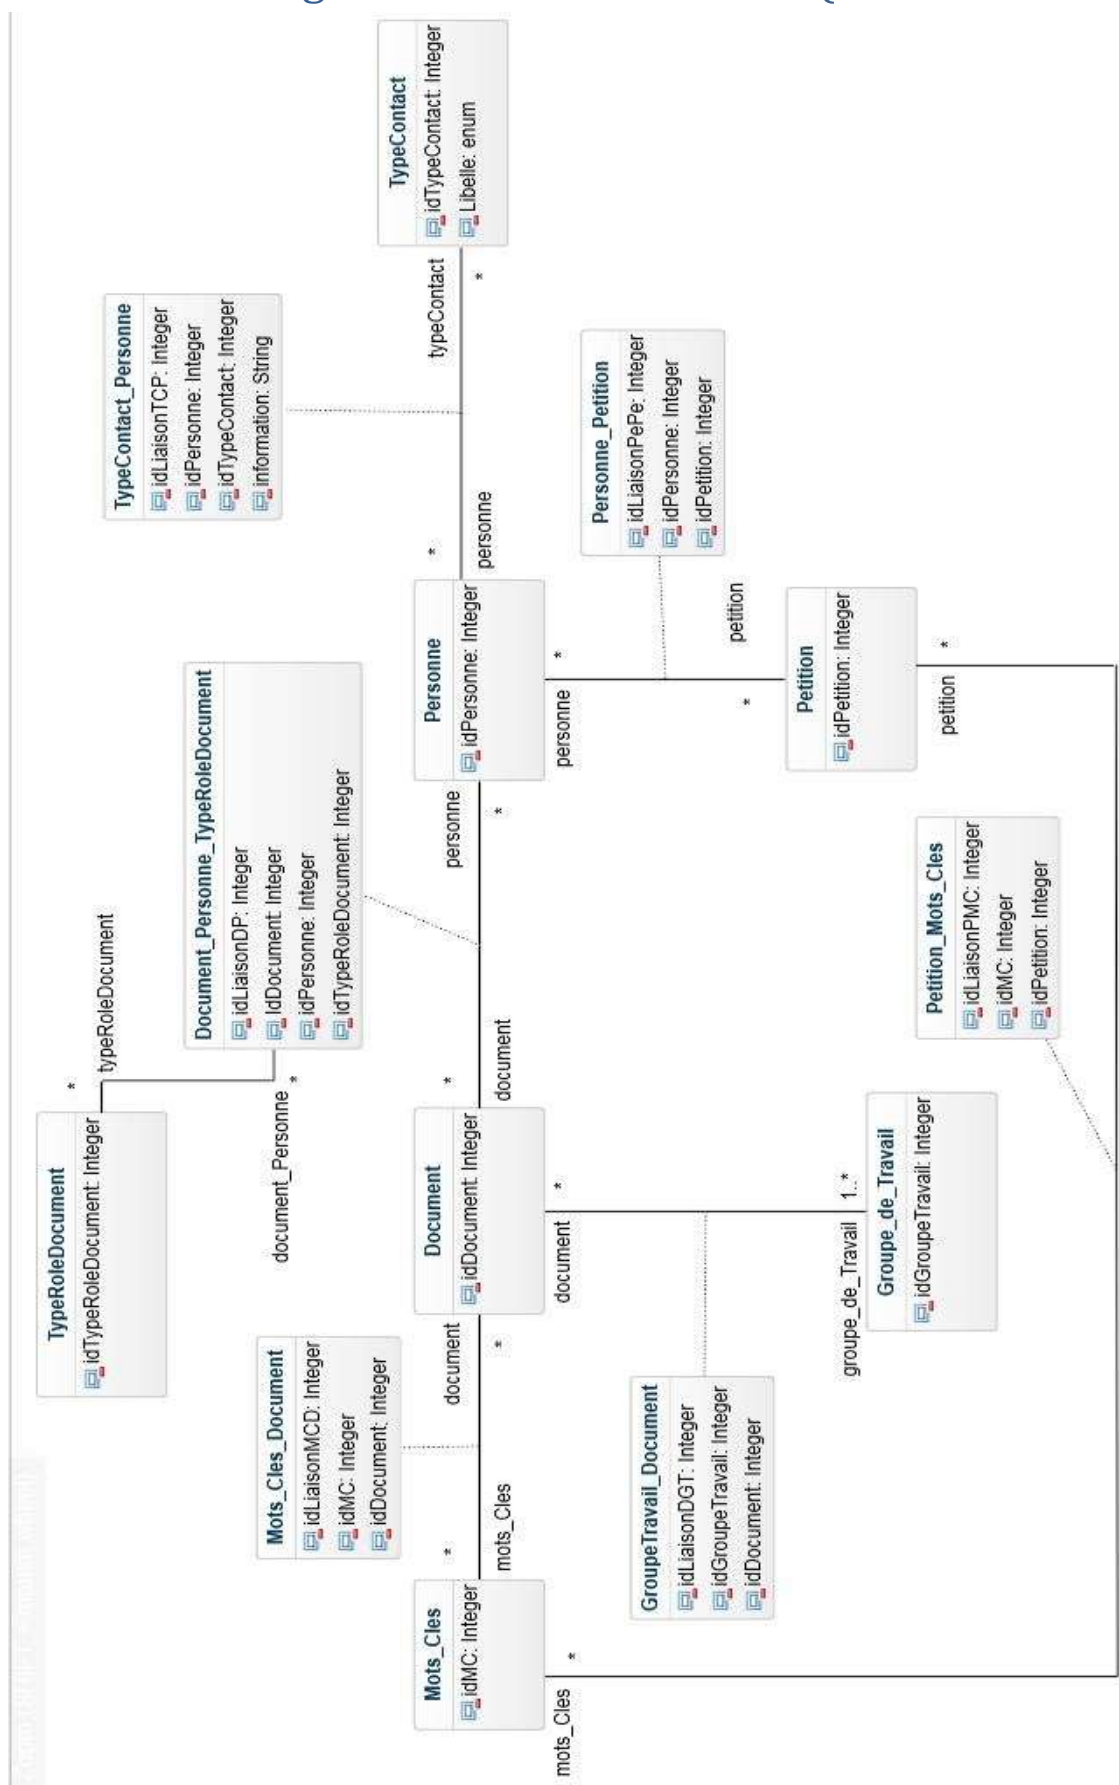 TypeRoleDocument
idTypeRoleDocument: Integer
*
typeRoleDocument
document_Personne
*
Document_Personne_TypeRoleDocument
idLiaisonDP: Integer
IdDocument: Integer
idPersonne: Integer
idTypeRoleDocument: Integer
TypeContact_Personne
idLiaisonTCP: Integer
idPersonne: Integer
idTypeContact: Integer
information: String
Mots_Cles_Document
idLiaisonMCD: Integer
idMC: Integer
idDocument: Integer
Mots_Cles
idMC: Integer
*
mots_Cles
document
*
Document
idDocument: Integer
*
document
personne
*
Personne
idPersonne: Integer
*
personne
typeContact
*
TypeContact
idTypeContact: Integer
Libelle: enum
mots_Cles
*
document
*
personne
*
GroupeTravail_Document
idLiaisonDGT: Integer
idGroupeTravail: Integer
idDocument: Integer
Personne_Petition
idLiaisonPePe: Integer
idPersonne: Integer
idPetition: Integer
groupe_de_Travail
1..*
*
petition
Groupe_de_Travail
idGroupeTravail: Integer
Petition
idPetition: Integer
petition
*
Petition_Mots_Cles
idLiaisonPMC: Integer
idMC: Integer
idPetition: Integer